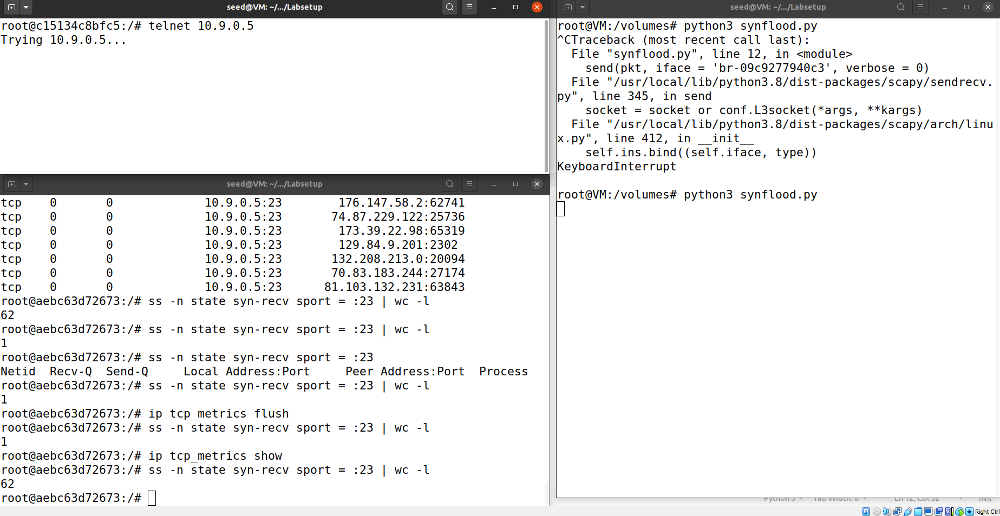 seed@VM: ~/.../Labsetup
root@c15134c8bfc5:/# telnet 10.9.0.5
Trying 10.9.0.5...
seed@VM: ~/.../Labsetup
tcp 0 0 10.9.0.5:23 176.147.58.2:62741
tcp 0 0 10.9.0.5:23 74.87.229.122:25736
tcp 0 0 10.9.0.5:23 173.39.22.98:65319
tcp 0 0 10.9.0.5:23 129.84.9.201:2302
tcp 0 0 10.9.0.5:23 132.208.213.0:20094
tcp 0 0 10.9.0.5:23 70.83.183.244:27174
tcp 0 0 10.9.0.5:23 81.103.132.231:63843
root@aebc63d72673:/# ss -n state syn-recv sport = :23 | wc -l
62
root@aebc63d72673:/# ss -n state syn-recv sport = :23 | wc -l
1
root@aebc63d72673:/# ss -n state syn-recv sport = :23
Netid Recv-Q Send-Q Local Address:Port Peer Address:Port Process
root@aebc63d72673:/# ss -n state syn-recv sport = :23 | wc -l
1
root@aebc63d72673:/# ip tcp_metrics flush
root@aebc63d72673:/# ss -n state syn-recv sport = :23 | wc -l
1
root@aebc63d72673:/# ip tcp_metrics show
root@aebc63d72673:/# ss -n state syn-recv sport = :23 | wc -l
62
root@aebc63d72673:/#
seed@VM: ~/.../Labsetup
root@VM:/volumes# python3 synflood.py
^CTraceback (most recent call last):
File "synflood.py", line 12, in <module>
send(pkt, iface = 'br-09c9277940c3', verbose = 0)
File "/usr/local/lib/python3.8/dist-packages/scapy/sendrecv.
py", line 345, in send
socket = socket or conf.L3socket(*args, **kargs)
File "/usr/local/lib/python3.8/dist-packages/scapy/arch/linu
x.py", line 412, in __init__
self.ins.bind((self.iface, type))
KeyboardInterrupt
root@VM:/volumes# python3 synflood.py
Python 3 Tab Width: 8 Ln 12, Col 52 INS
Right Ctrl